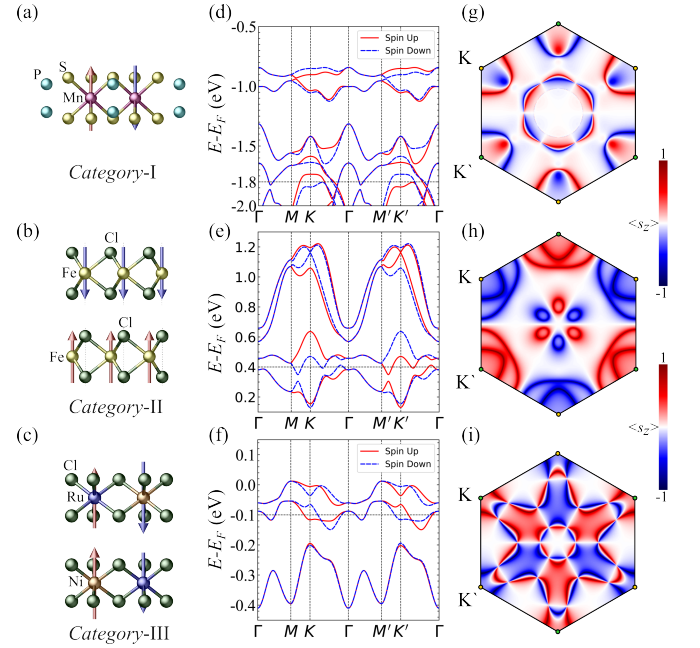 (a)
P
S
Mn
Category-I
(d)
E-E_F (eV)
-0.5
-1.0
-1.5
-1.8
-2.0
Spin Up
Spin Down
Γ M K Γ M′ K′ Γ
(g)
K
K`
(b)
Cl
Fe
Cl
Fe
Category-II
(e)
E-E_F (eV)
1.2
1.0
0.8
0.6
0.4
0.2
Γ M K Γ M′ K′ Γ
(h)
K
K`
1
<s_z>
-1
(c)
Cl
Ru
Ni
Category-III
(f)
E-E_F (eV)
0.0
-0.1
-0.2
-0.3
-0.4
Spin Up
Spin Down
Γ M K Γ M′ K′ Γ
(i)
K
K`
1
<s_z>
-1